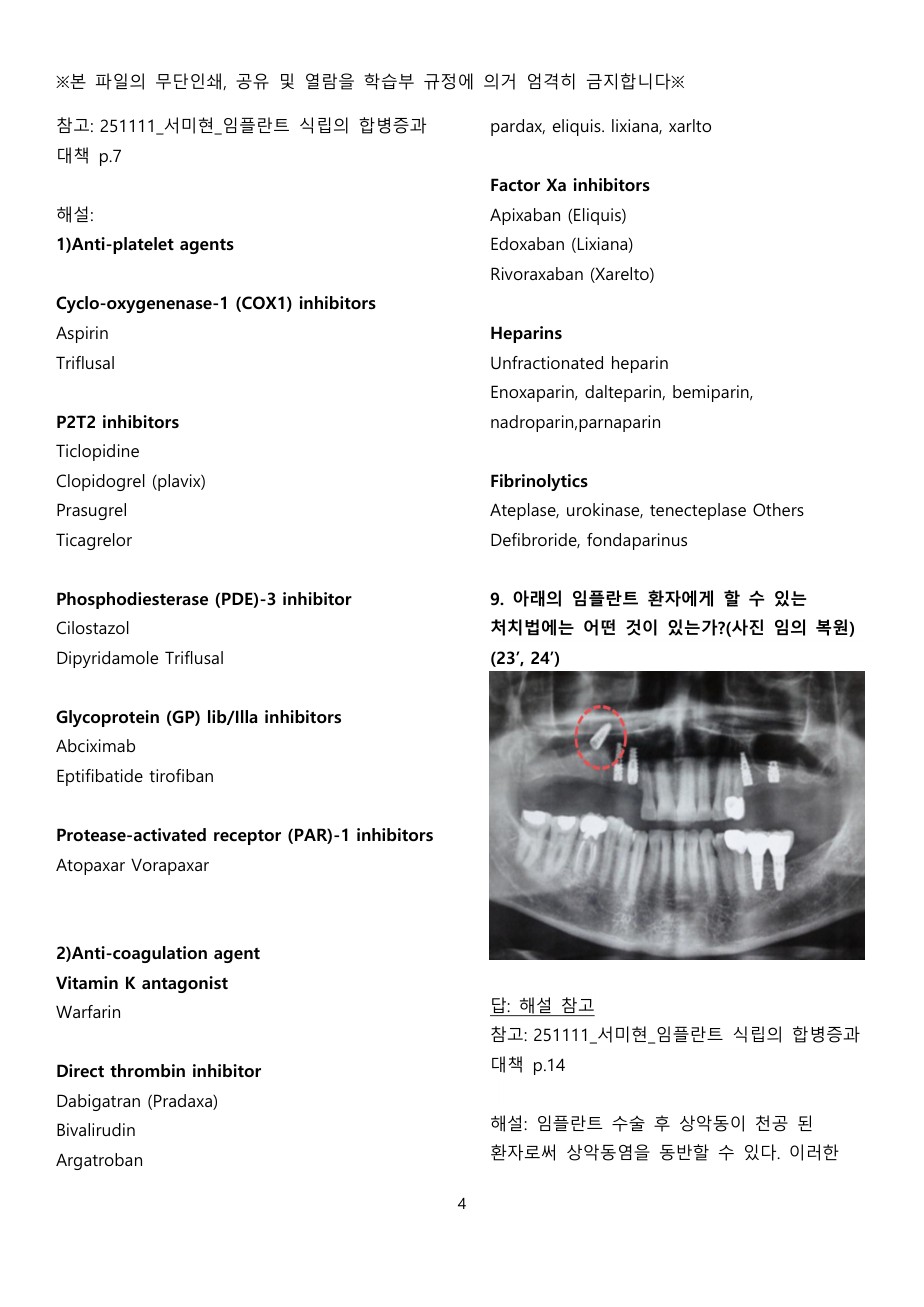 ※본 파일의 무단인쇄, 공유 및 열람을 학습부 규정에 의거 엄격히 금지합니다※
참고: 251111_서미현_임플란트 식립의 합병증과
대책 p.7
해설:
1)Anti-platelet agents
Cyclo-oxygenenase-1 (COX1) inhibitors
Aspirin
Triflusal
P2T2 inhibitors
Ticlopidine
Clopidogrel (plavix)
Prasugrel
Ticagrelor
Phosphodiesterase (PDE)-3 inhibitor
Cilostazol
Dipyridamole Triflusal
Glycoprotein (GP) lib/Illa inhibitors
Abciximab
Eptifibatide tirofiban
Protease-activated receptor (PAR)-1 inhibitors
Atopaxar Vorapaxar
2)Anti-coagulation agent
Vitamin K antagonist
Warfarin
Direct thrombin inhibitor
Dabigatran (Pradaxa)
Bivalirudin
Argatroban
pardax, eliquis. lixiana, xarlto
Factor Xa inhibitors
Apixaban (Eliquis)
Edoxaban (Lixiana)
Rivoraxaban (Xarelto)
Heparins
Unfractionated heparin
Enoxaparin, dalteparin, bemiparin,
nadroparin,parnaparin
Fibrinolytics
Ateplase, urokinase, tenecteplase Others
Defibroride, fondaparinus
9. 아래의 임플란트 환자에게 할 수 있는
처치법에는 어떤 것이 있는가?(사진 임의 복원)
(23’, 24’)
답: 해설 참고
참고: 251111_서미현_임플란트 식립의 합병증과
대책 p.14
해설: 임플란트 수술 후 상악동이 천공 된
환자로써 상악동염을 동반할 수 있다. 이러한
4